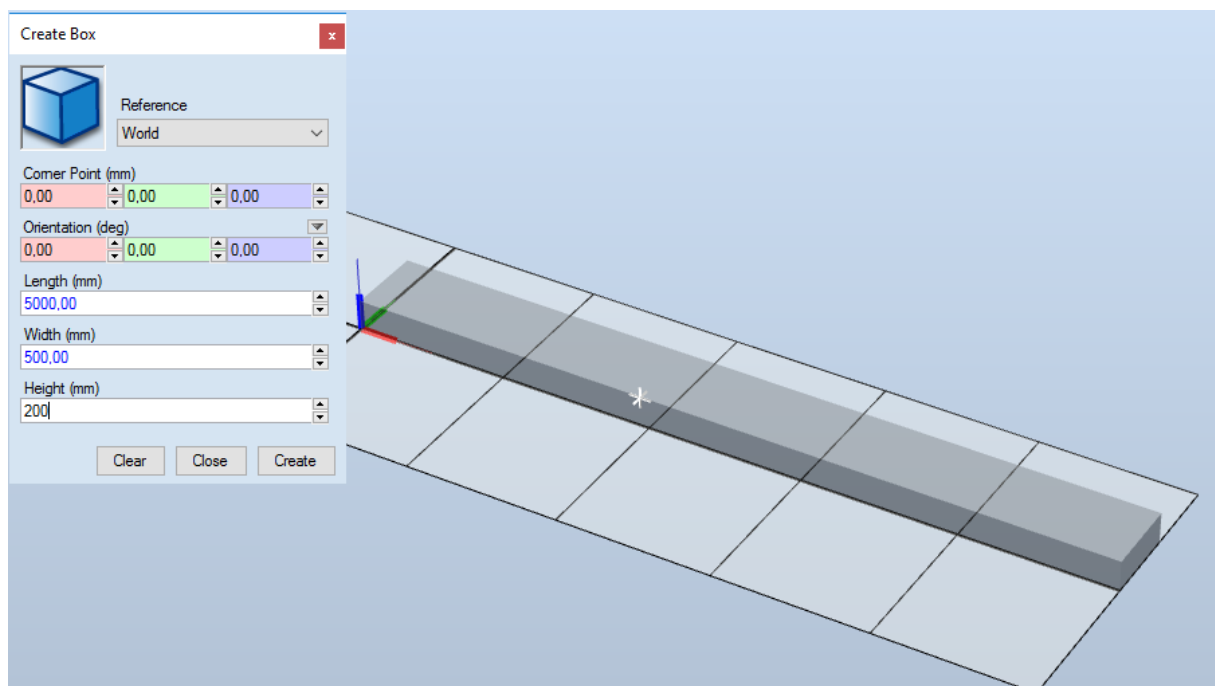 Create Box
x
Reference
World
Corner Point (mm)
0,00 0,00 0,00
Orientation (deg)
0,00 0,00 0,00
Length (mm)
5000,00
Width (mm)
500,00
Height (mm)
200
Clear Close Create